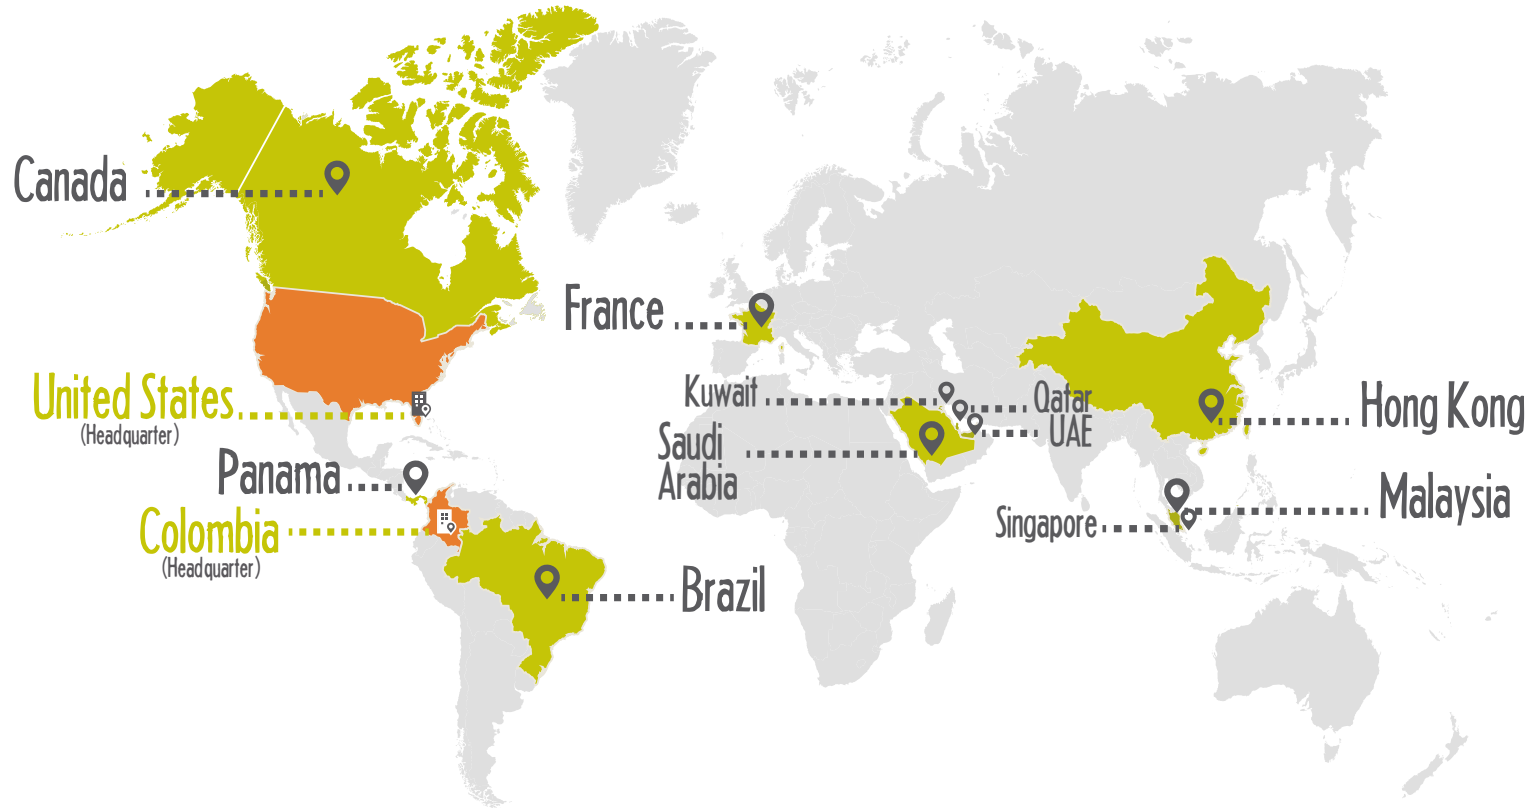 Canada
France
United States
(Headquarter)
Kuwait
Qatar
UAE
Hong Kong
Saudi
Arabia
Panama
Malaysia
Singapore
Colombia
(Headquarter)
Brazil